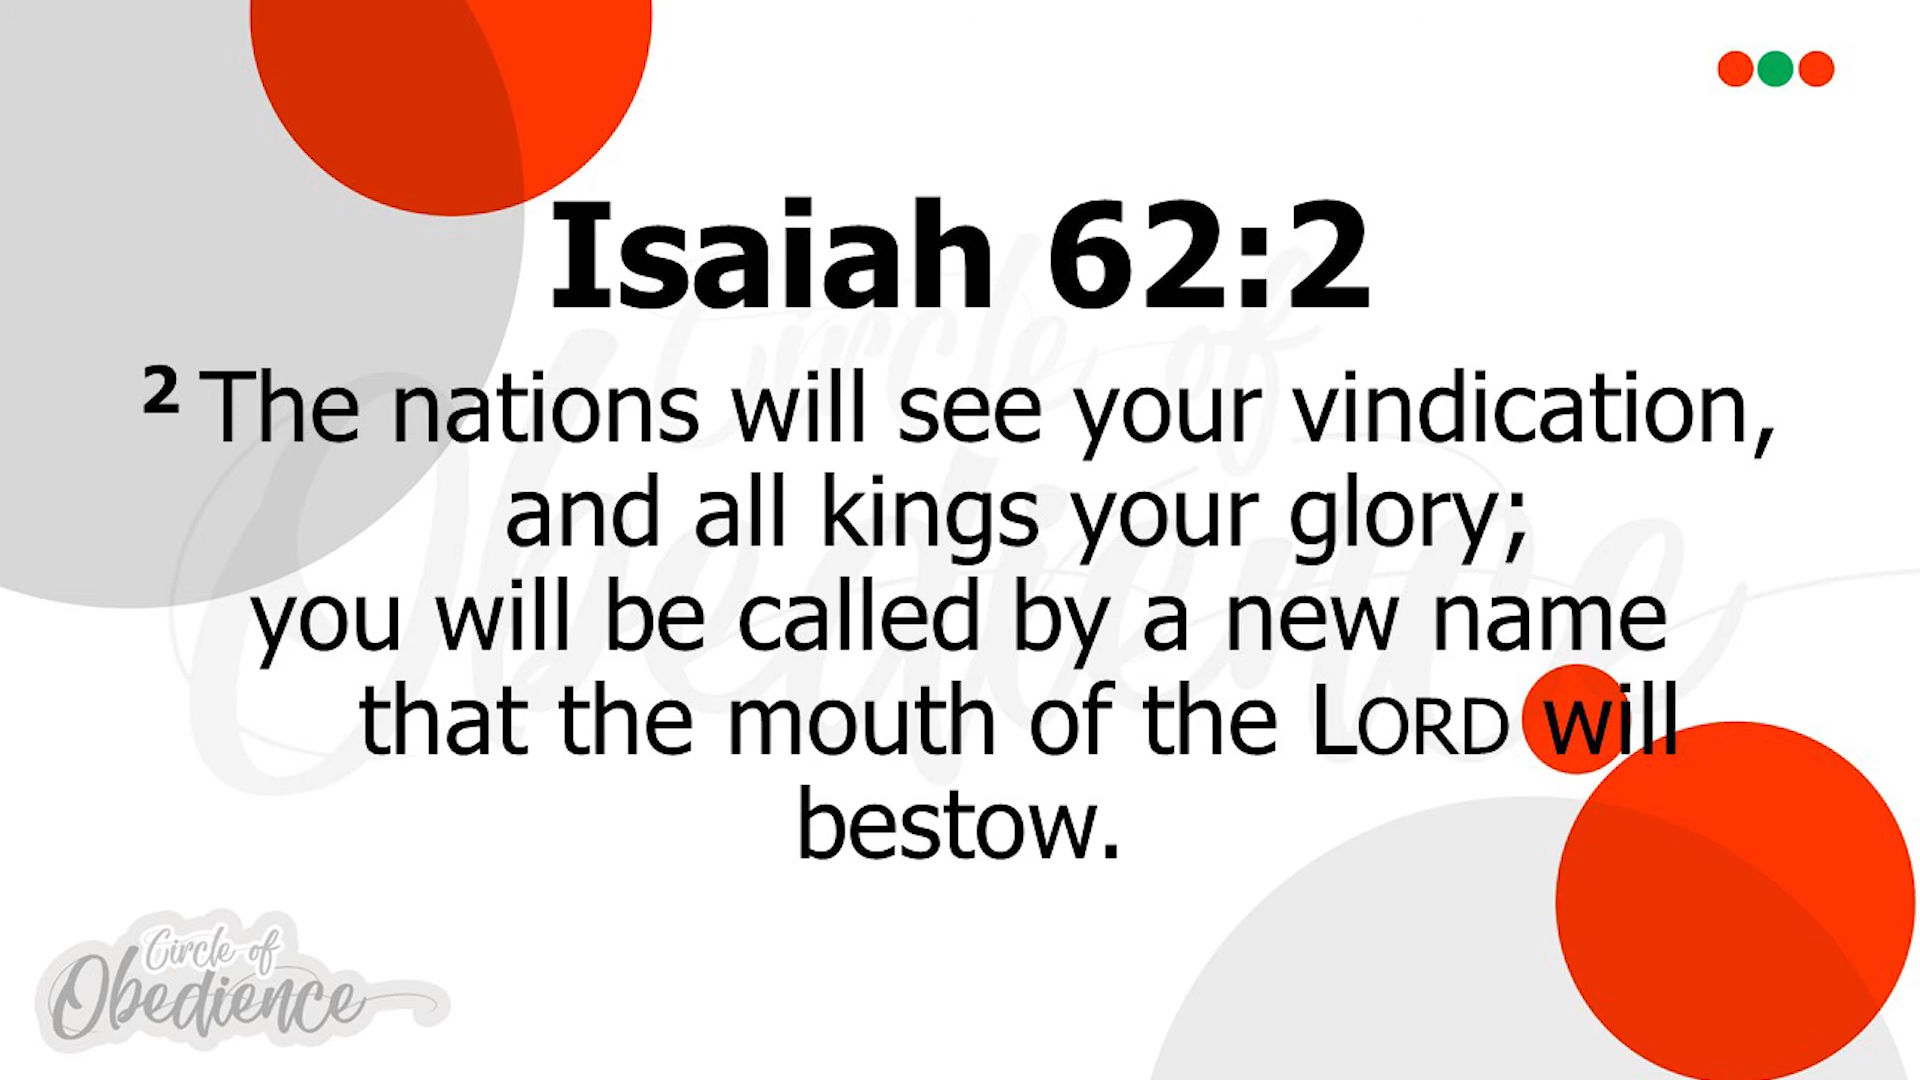 Isaiah 62:2
2 The nations will see your vindication,
and all kings your glory;
you will be called by a new name
that the mouth of the LORD will
bestow.
Circle of
Obedience